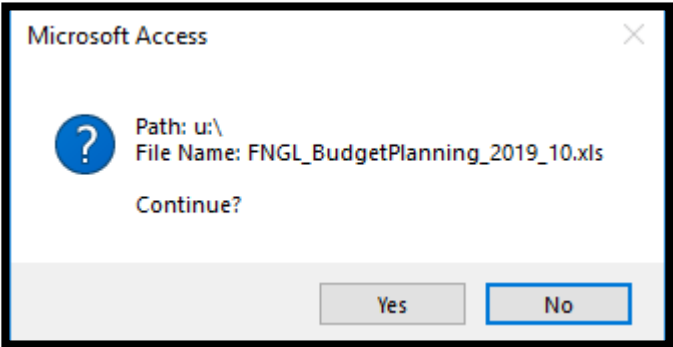 Microsoft Access
?
Path: u:\
File Name: FNGL_BudgetPlanning_2019_10.xls
Continue?
Yes No